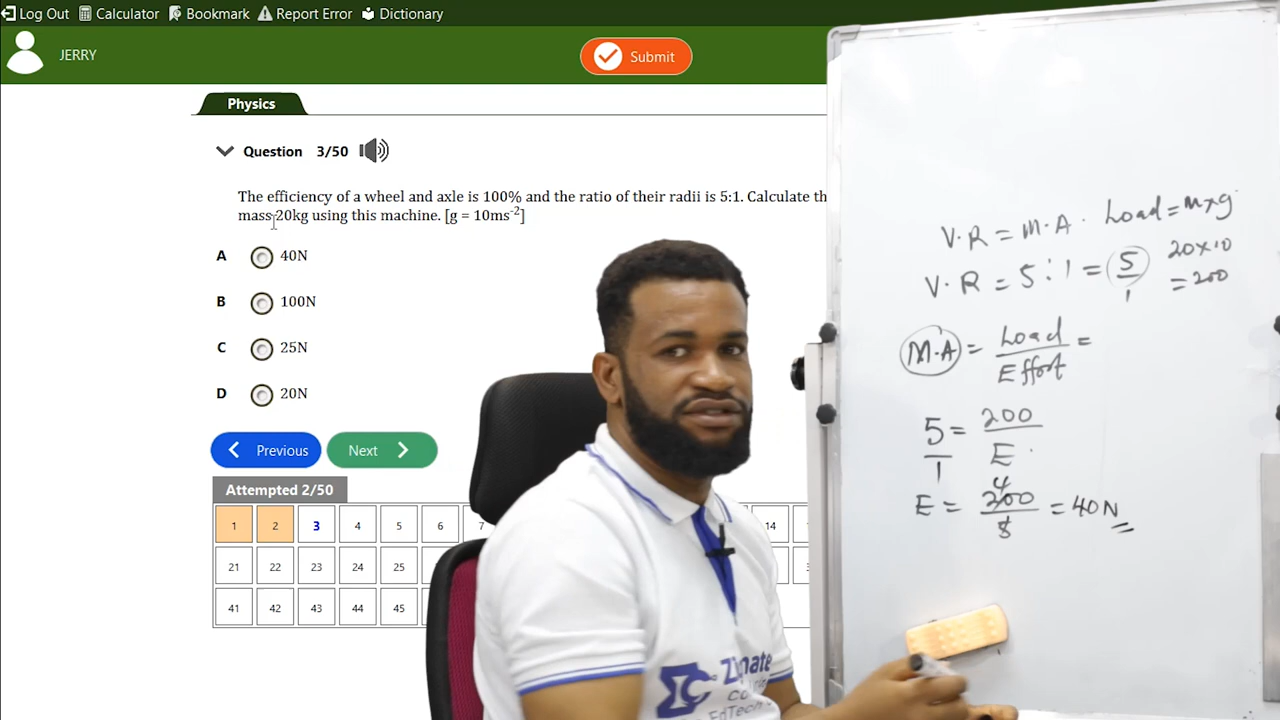 Log Out Calculator Bookmark Report Error Dictionary
JERRY
Submit
Physics
Question 3/50
The efficiency of a wheel and axle is 100% and the ratio of their radii is 5:1. Calculate th
mass 20kg using this machine. [g = 10ms⁻²]
A 40N
B 100N
C 25N
D 20N
Previous Next
Attempted 2/50
1 2 3 4 5 6 7 14
21 22 23 24 25
41 42 43 44 45
V.R = M.A. Load = mxg
V.R = 5:1 = 5/1 20x10
= 200
M.A = Load/Effort =
5/1 = 200/E
E = 200/5 4 = 40N